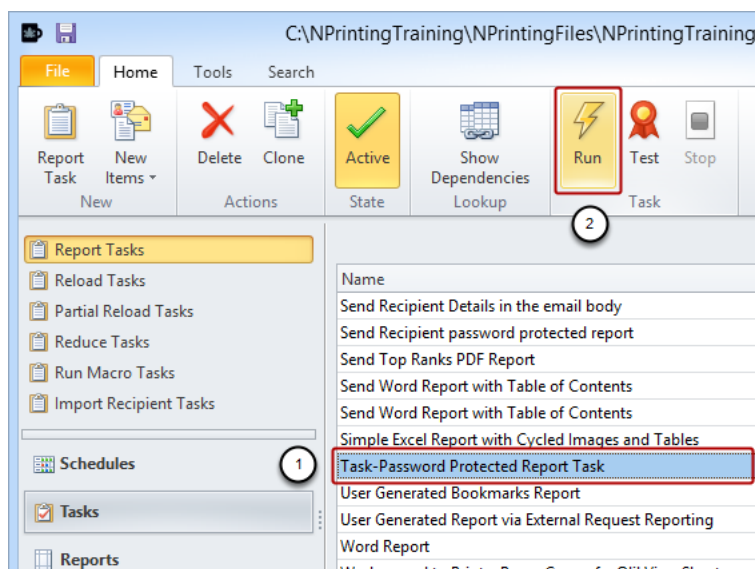 C:\NPrintingTraining\NPrintingFiles\NPrintingTraining
File Home Tools Search
Report Task
New Items
Delete
Clone
Active
Show Dependencies
Run
Test
Stop
New Actions State Lookup Task
2
Report Tasks
Reload Tasks
Partial Reload Tasks
Reduce Tasks
Run Macro Tasks
Import Recipient Tasks
Schedules
1
Tasks
Reports
Name
Send Recipient Details in the email body
Send Recipient password protected report
Send Top Ranks PDF Report
Send Word Report with Table of Contents
Send Word Report with Table of Contents
Simple Excel Report with Cycled Images and Tables
Task-Password Protected Report Task
User Generated Bookmarks Report
User Generated Report via External Request Reporting
Word Report